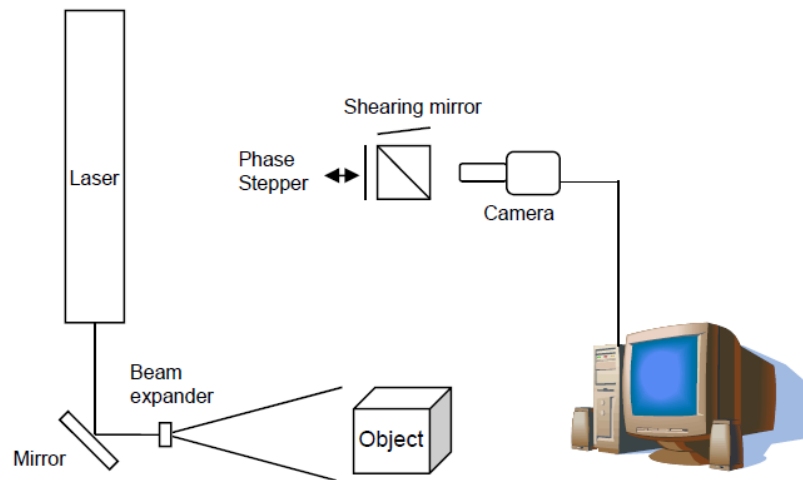 Shearing mirror
Phase
Stepper
Laser
Camera
Beam
expander
Object
Mirror